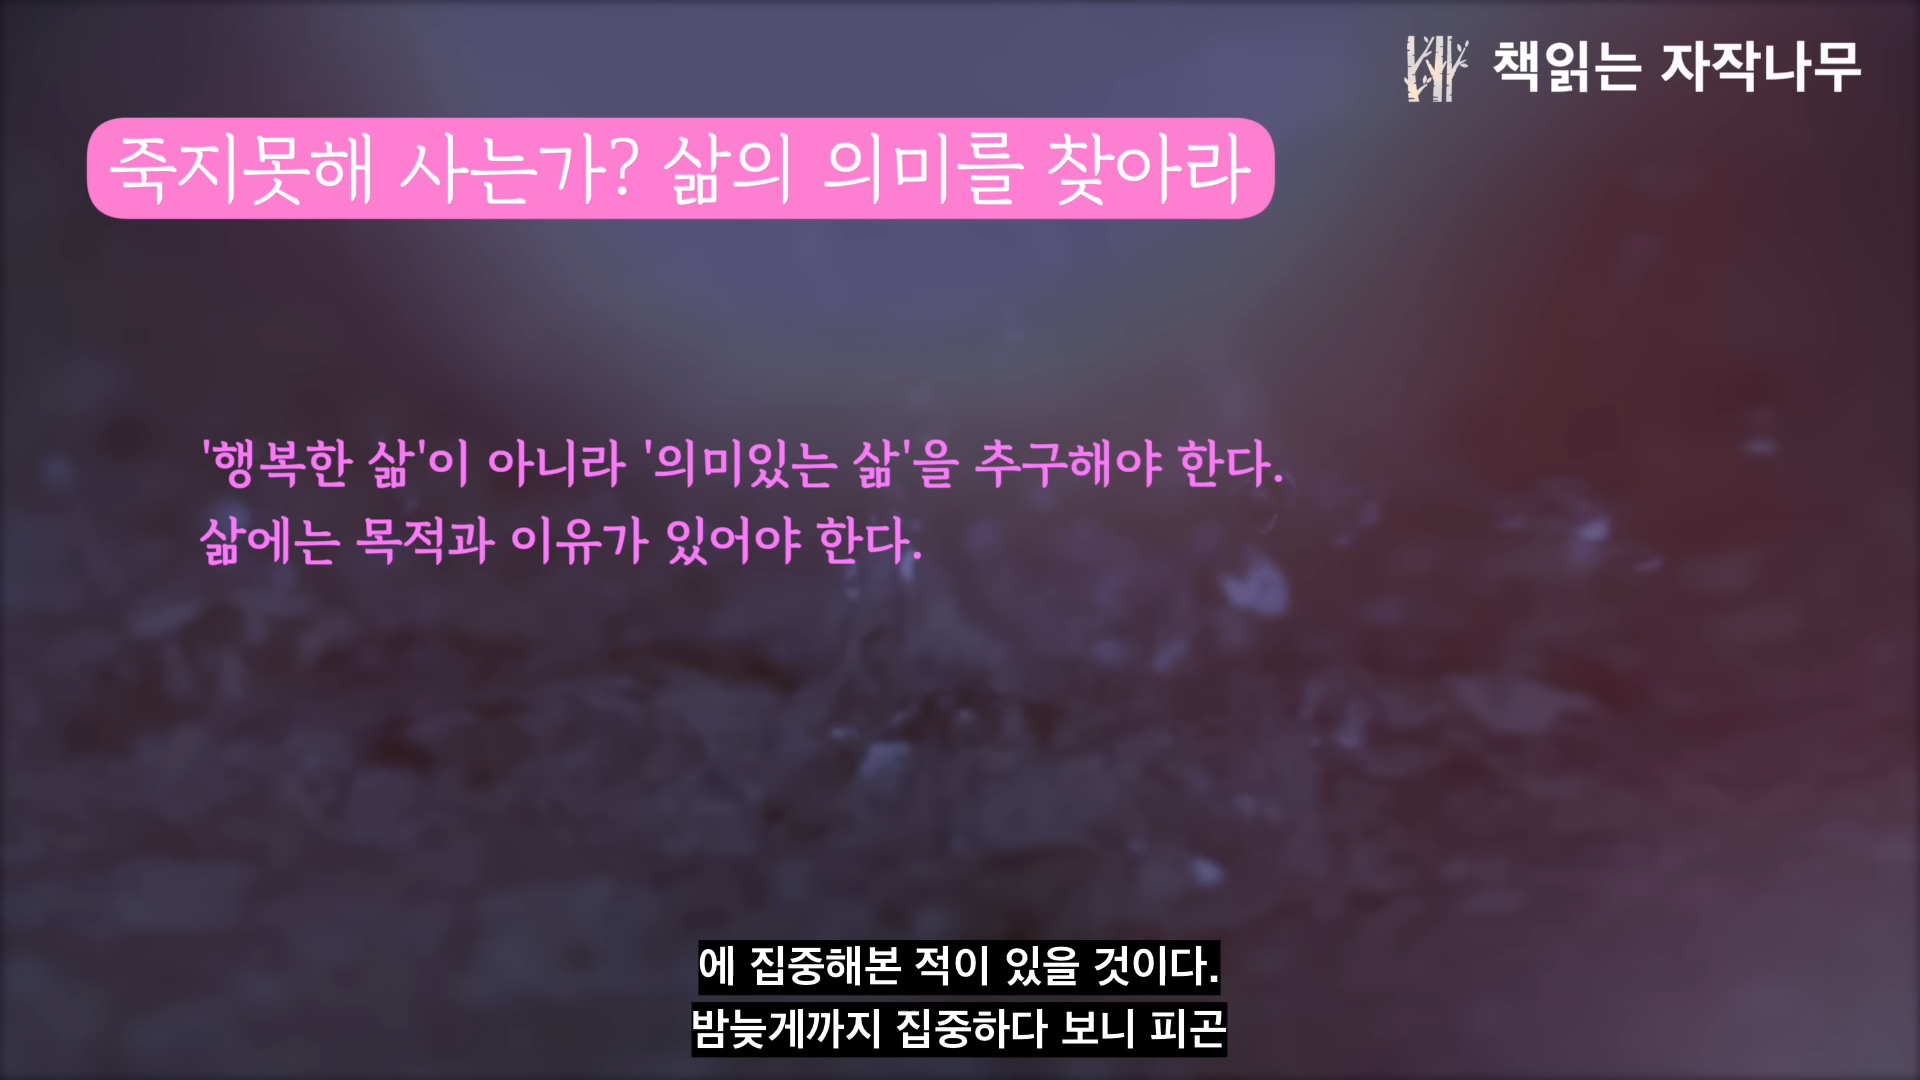 책읽는 자작나무
죽지못해 사는가? 삶의 의미를 찾아라
'행복한 삶'이 아니라 '의미있는 삶'을 추구해야 한다.
삶에는 목적과 이유가 있어야 한다.
에 집중해본 적이 있을 것이다.
밤늦게까지 집중하다 보니 피곤